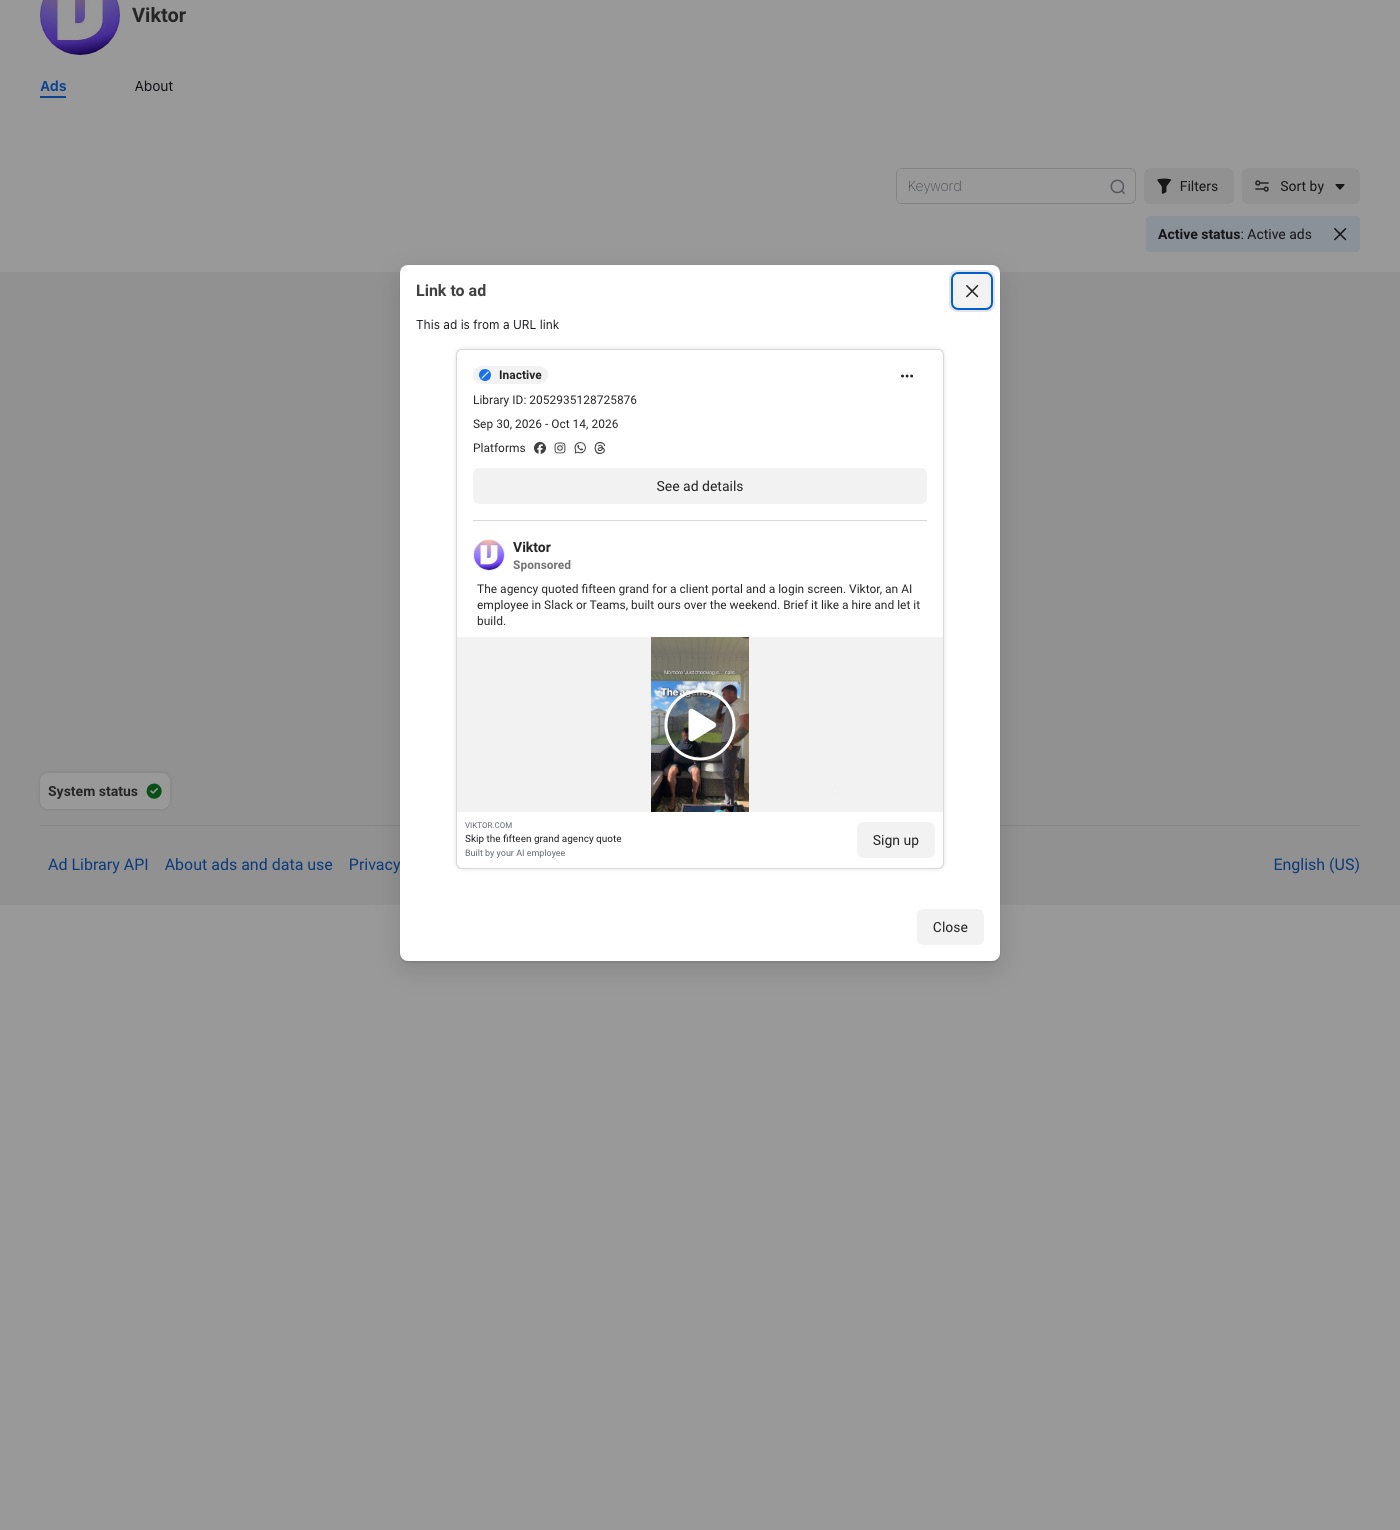 Viktor
Ads
About
Keyword
Filters
Sort by
Active status: Active ads
Link to ad
This ad is from a URL link
Inactive
Library ID: 2052935128725876
Sep 30, 2026 - Oct 14, 2026
Platforms
See ad details
Viktor
Sponsored
The agency quoted fifteen grand for a client portal and a login screen. Viktor, an AI
employee in Slack or Teams, built ours over the weekend. Brief it like a hire and let it
build.
The agency
VIKTOR.COM
Skip the fifteen grand agency quote
Built by your AI employee
Sign up
System status
Ad Library API
About ads and data use
Privacy
English (US)
Close